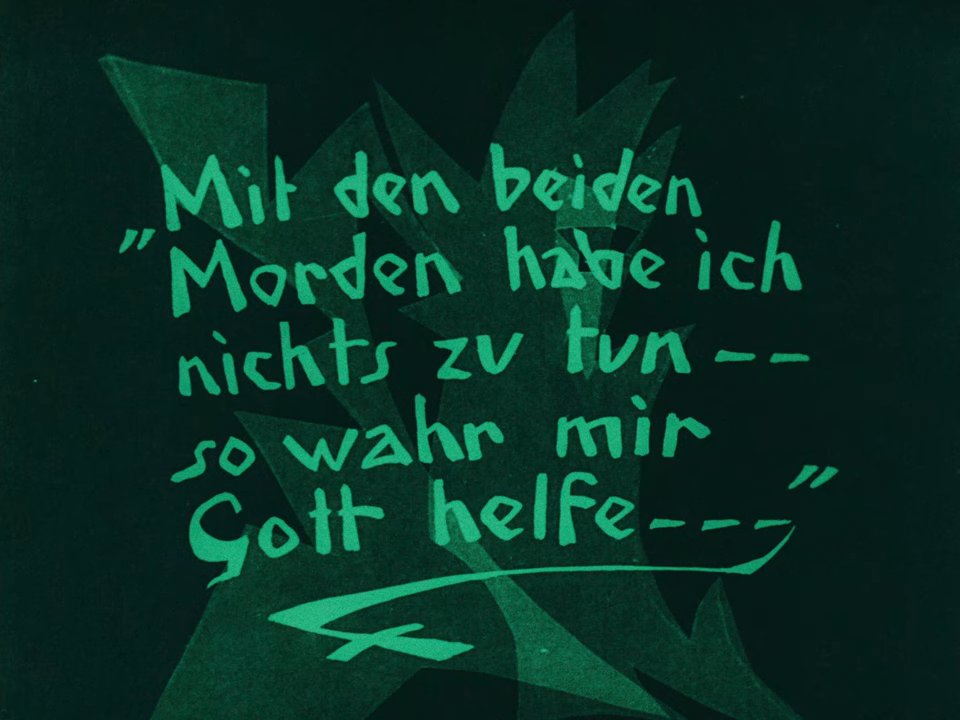 "Mit den beiden
Morden habe ich
nichts zu tun --
so wahr mir
Gott helfe---"